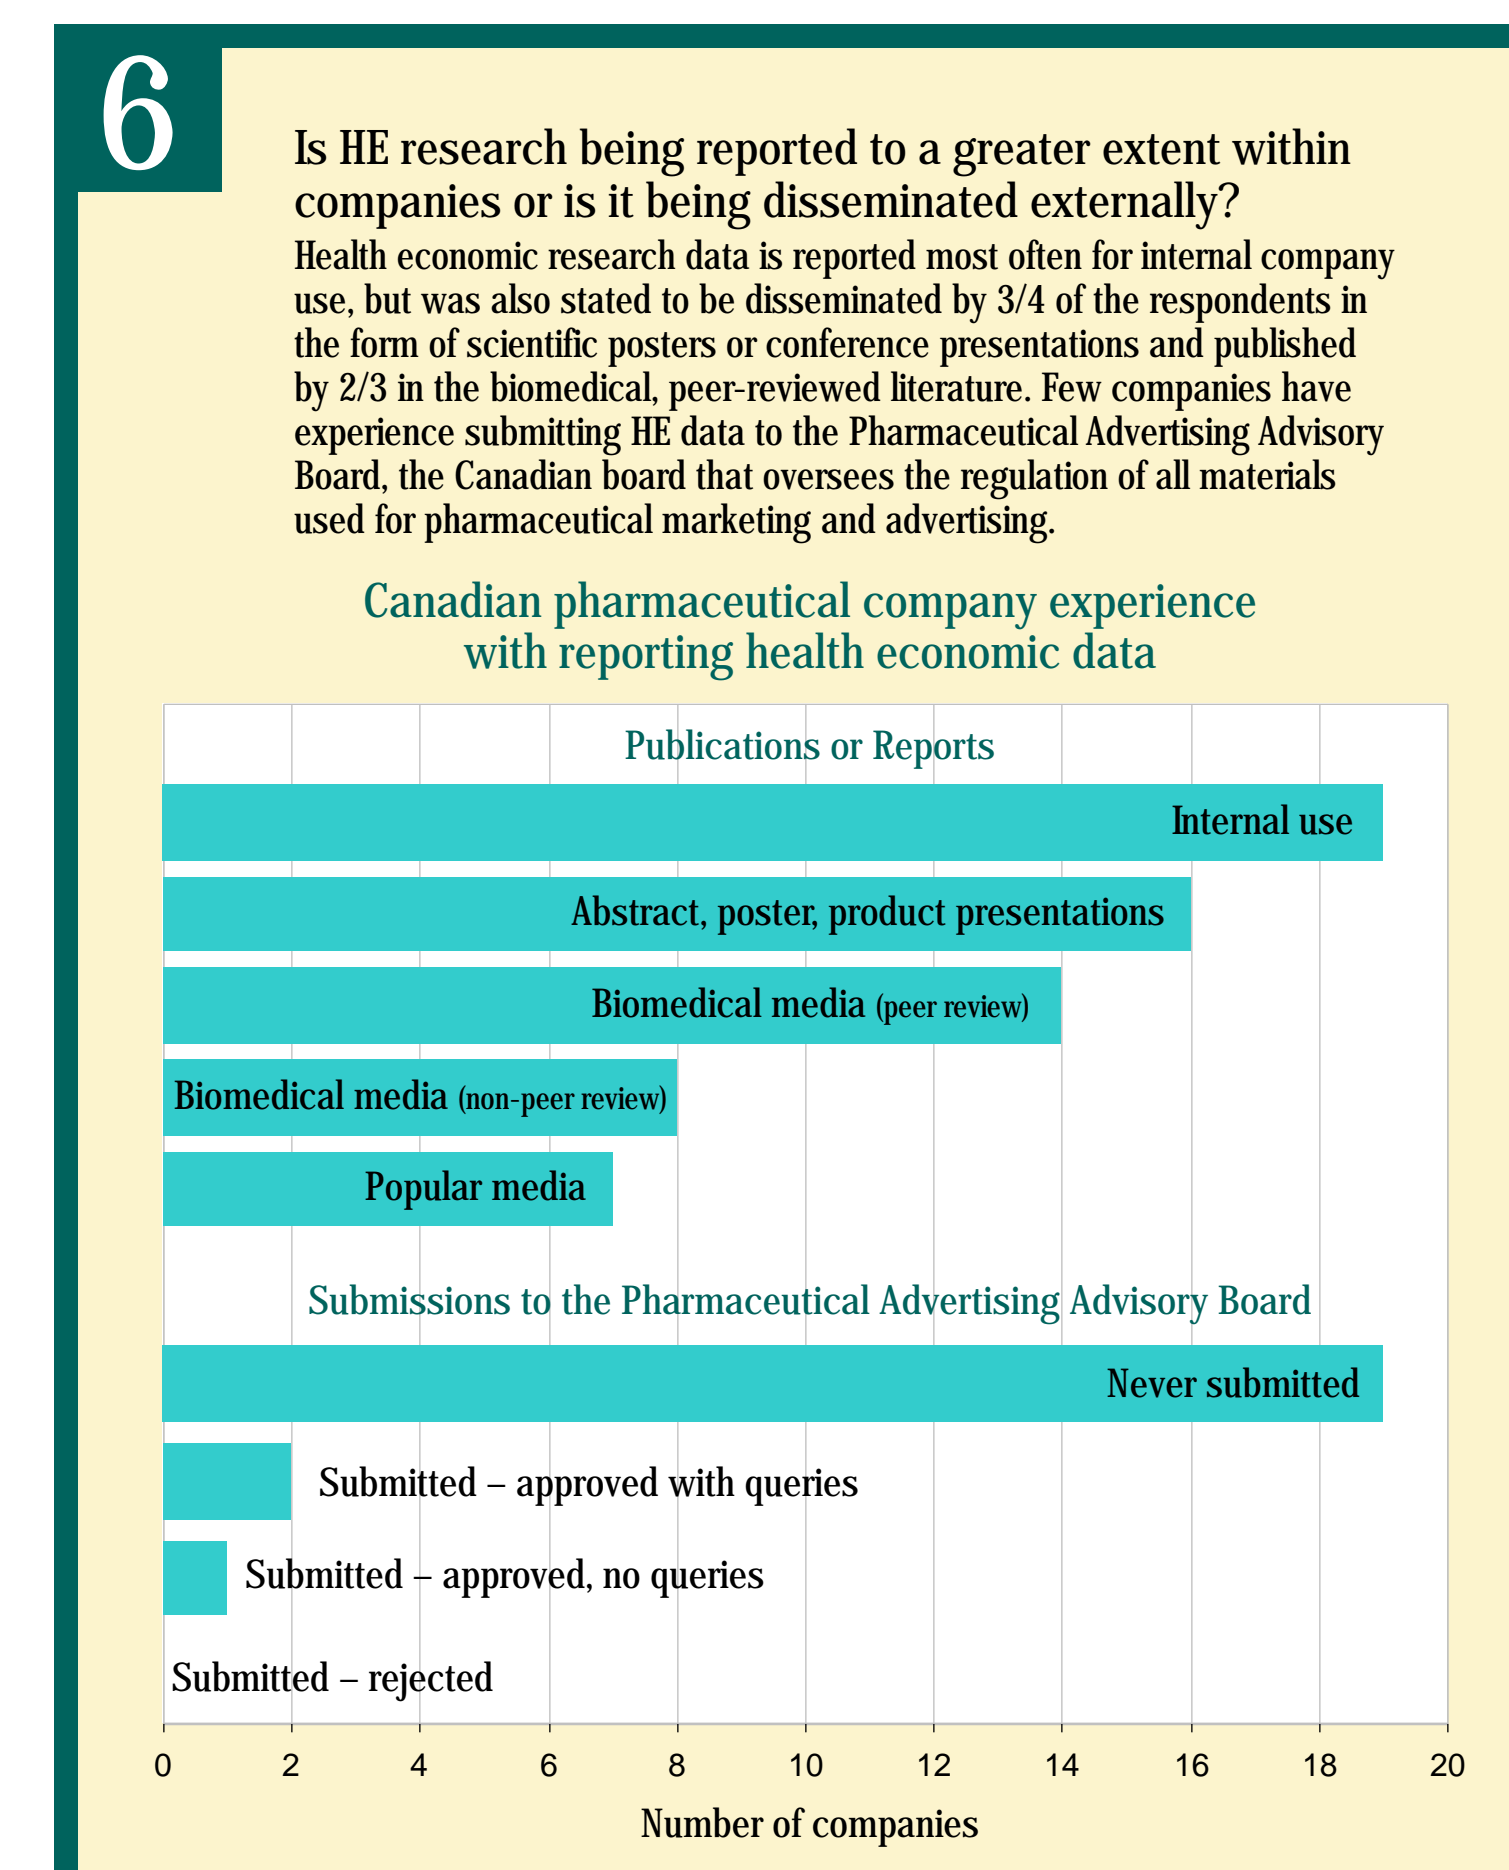 6
Is HE research being reported to a greater extent within
companies or is it being disseminated externally?
Health economic research data is reported most often for internal company
use, but was also stated to be disseminated by 3/4 of the respondents in
the form of scientific posters or conference presentations and published
by 2/3 in the biomedical, peer-reviewed literature. Few companies have
experience submitting HE data to the Pharmaceutical Advertising Advisory
Board, the Canadian board that oversees the regulation of all materials
used for pharmaceutical marketing and advertising.
Canadian pharmaceutical company experience
with reporting health economic data
Publications or Reports
Internal use
Abstract, poster, product presentations
Biomedical media (peer review)
Biomedical media (non-peer review)
Popular media
Submissions to the Pharmaceutical Advertising Advisory Board
Never submitted
Submitted – approved with queries
Submitted – approved, no queries
Submitted – rejected
0 2 4 6 8 10 12 14 16 18 20
Number of companies